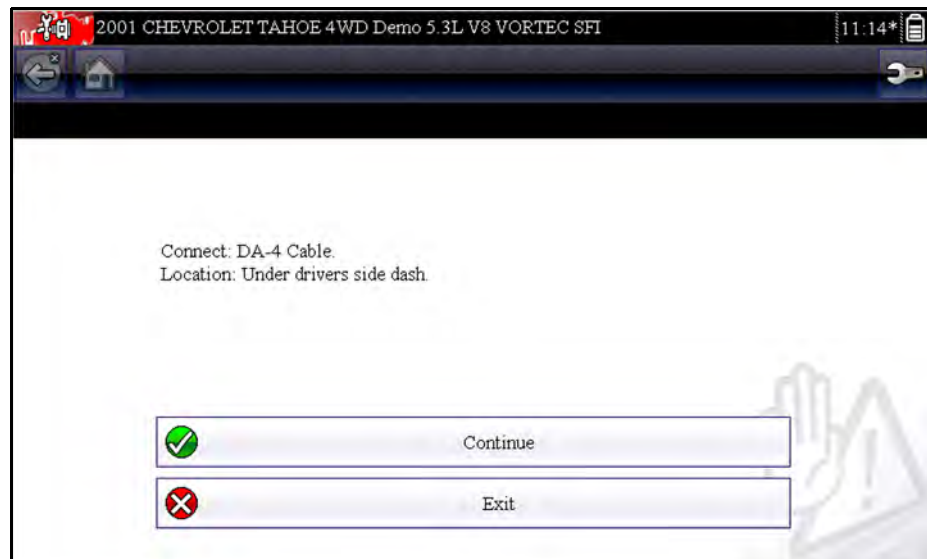 2001 CHEVROLET TAHOE 4WD Demo 5.3L V8 VORTEC SFI
11:14*
Connect: DA-4 Cable.
Location: Under drivers side dash.
Continue
Exit